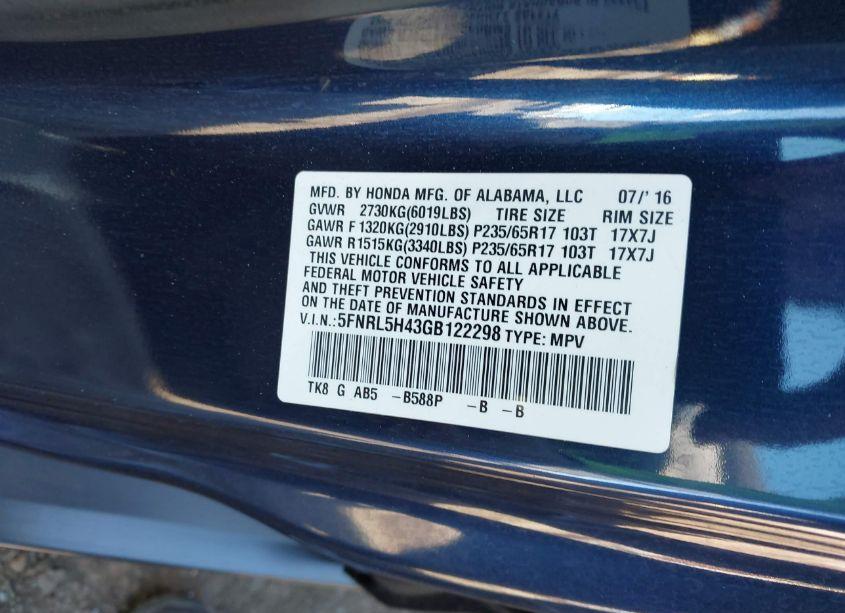 MFD. BY HONDA MFG. OF ALABAMA, LLC 07/' 16
GVWR 2730KG(6019LBS) TIRE SIZE RIM SIZE
GAWR F1320KG(2910LBS) P235/65R17 103T 17X7J
GAWR R1515KG(3340LBS) P235/65R17 103T 17X7J
THIS VEHICLE CONFORMS TO ALL APPLICABLE
FEDERAL MOTOR VEHICLE SAFETY
AND THEFT PREVENTION STANDARDS IN EFFECT
ON THE DATE OF MANUFACTURE SHOWN ABOVE.
V.I.N.:5FNRL5H43GB122298 TYPE: MPV
TK8 G AB5 -B588P -B -B